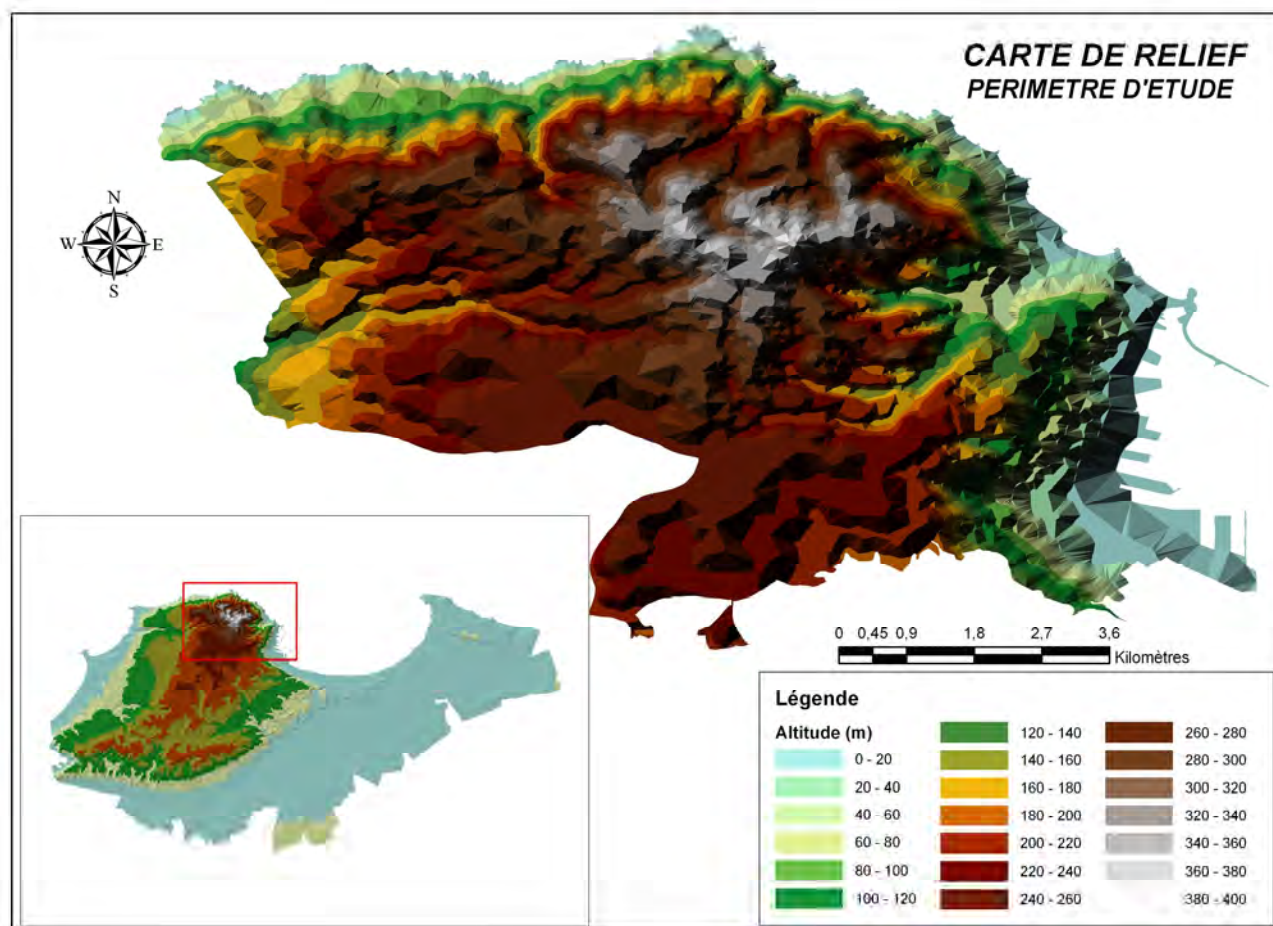 CARTE DE RELIEF
PERIMETRE D'ETUDE
N
W E
S
0 0,45 0,9 1,8 2,7 3,6
Kilomètres
Légende
Altitude (m)
0 - 20
20 - 40
40 - 60
60 - 80
80 - 100
100 - 120
120 - 140
140 - 160
160 - 180
180 - 200
200 - 220
220 - 240
240 - 260
260 - 280
280 - 300
300 - 320
320 - 340
340 - 360
360 - 380
380 - 400